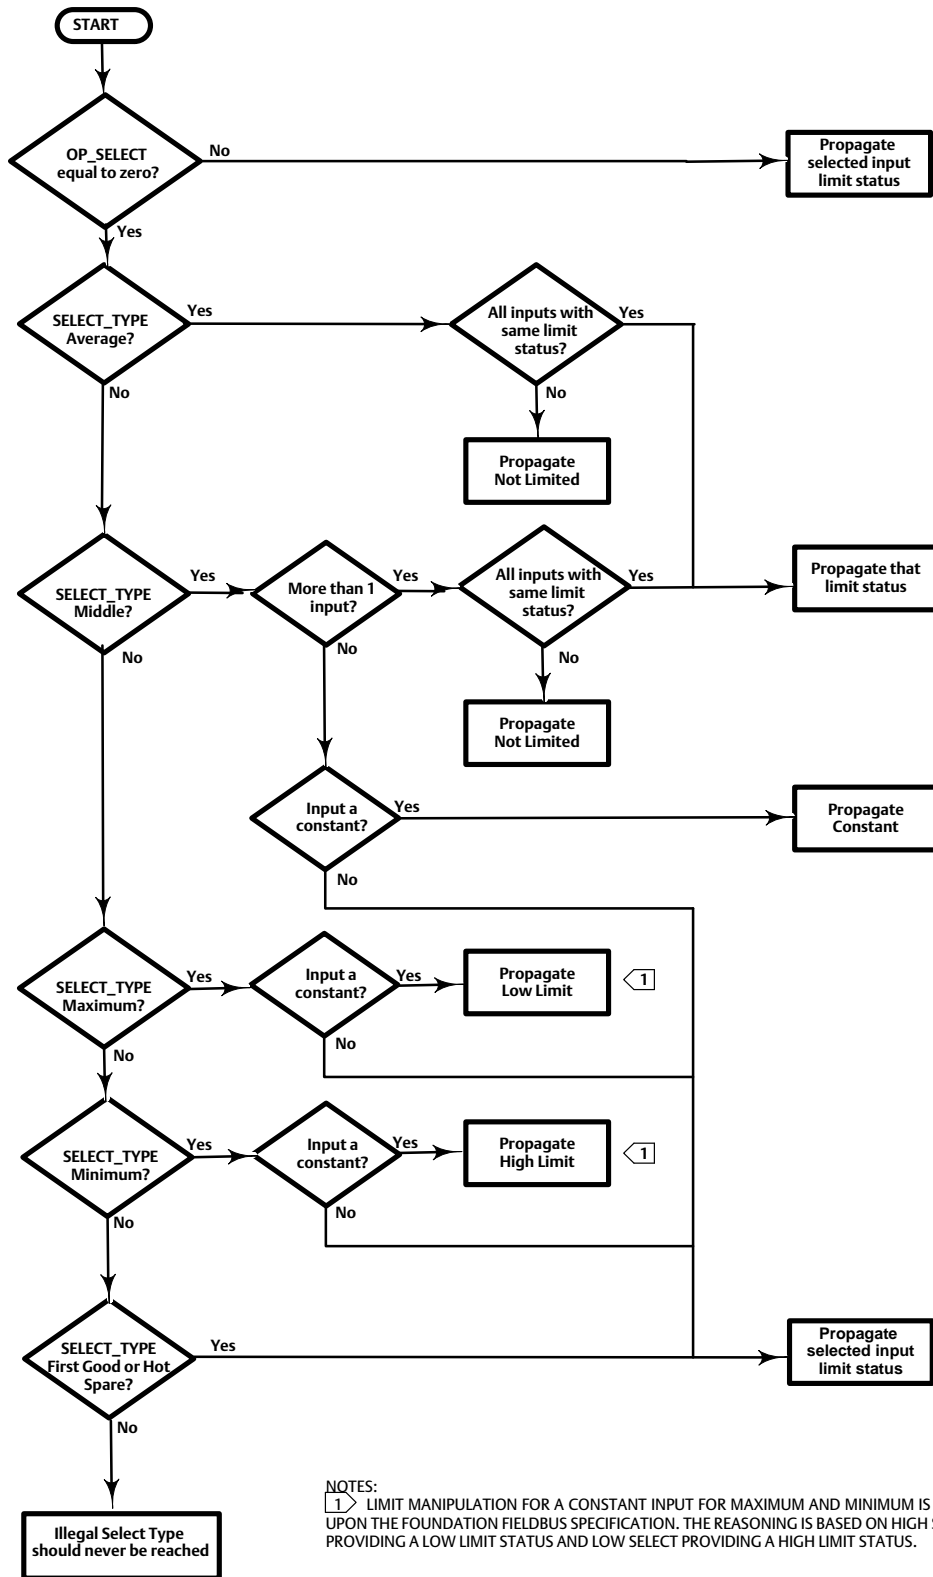 START
OP_SELECT
equal to zero?
No
Propagate
selected input
limit status
Yes
SELECT_TYPE
Average?
Yes
All inputs with
same limit
status?
Yes
No
No
Propagate
Not Limited
SELECT_TYPE
Middle?
Yes
More than 1
input?
Yes
All inputs with
same limit
status?
Yes
Propagate that
limit status
No
No
No
Propagate
Not Limited
Input a
constant?
Yes
Propagate
Constant
No
SELECT_TYPE
Maximum?
Yes
Input a
constant?
Yes
Propagate
Low Limit
1
No
No
SELECT_TYPE
Minimum?
Yes
Input a
constant?
Yes
Propagate
High Limit
1
No
No
SELECT_TYPE
First Good or Hot
Spare?
Yes
Propagate
selected input
limit status
No
Illegal Select Type
should never be reached
NOTES:
1 LIMIT MANIPULATION FOR A CONSTANT INPUT FOR MAXIMUM AND MINIMUM IS
UPON THE FOUNDATION FIELDBUS SPECIFICATION. THE REASONING IS BASED ON HIGH
PROVIDING A LOW LIMIT STATUS AND LOW SELECT PROVIDING A HIGH LIMIT STATUS.